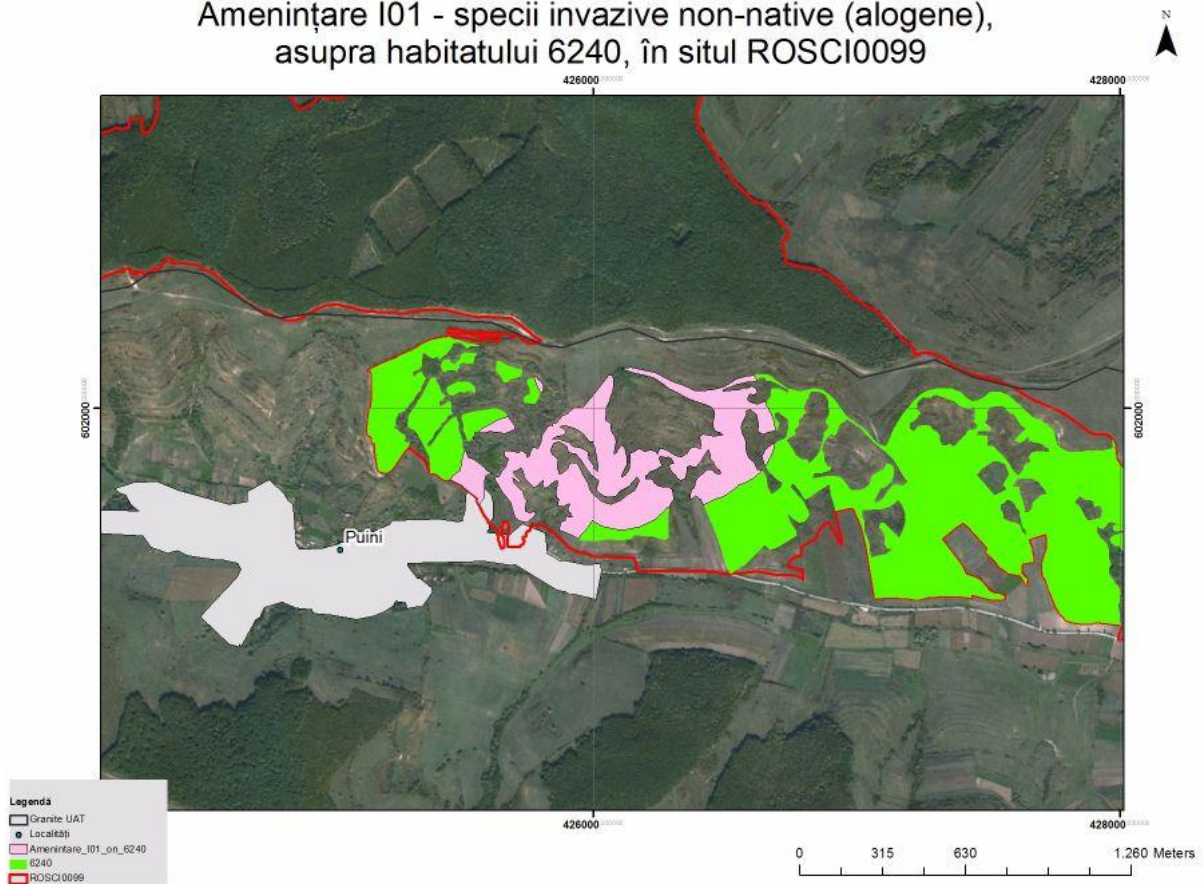 Amenințare I01 - specii invazive non-native (alogene),
asupra habitatului 6240, în situl ROSCI0099
N
426000
428000
602000
602000
Puini
426000
428000
Legendă
Granite UAT
Localități
Amenintare_I01_on_6240
6240
ROSCI0099
0 315 630 1.260 Meters